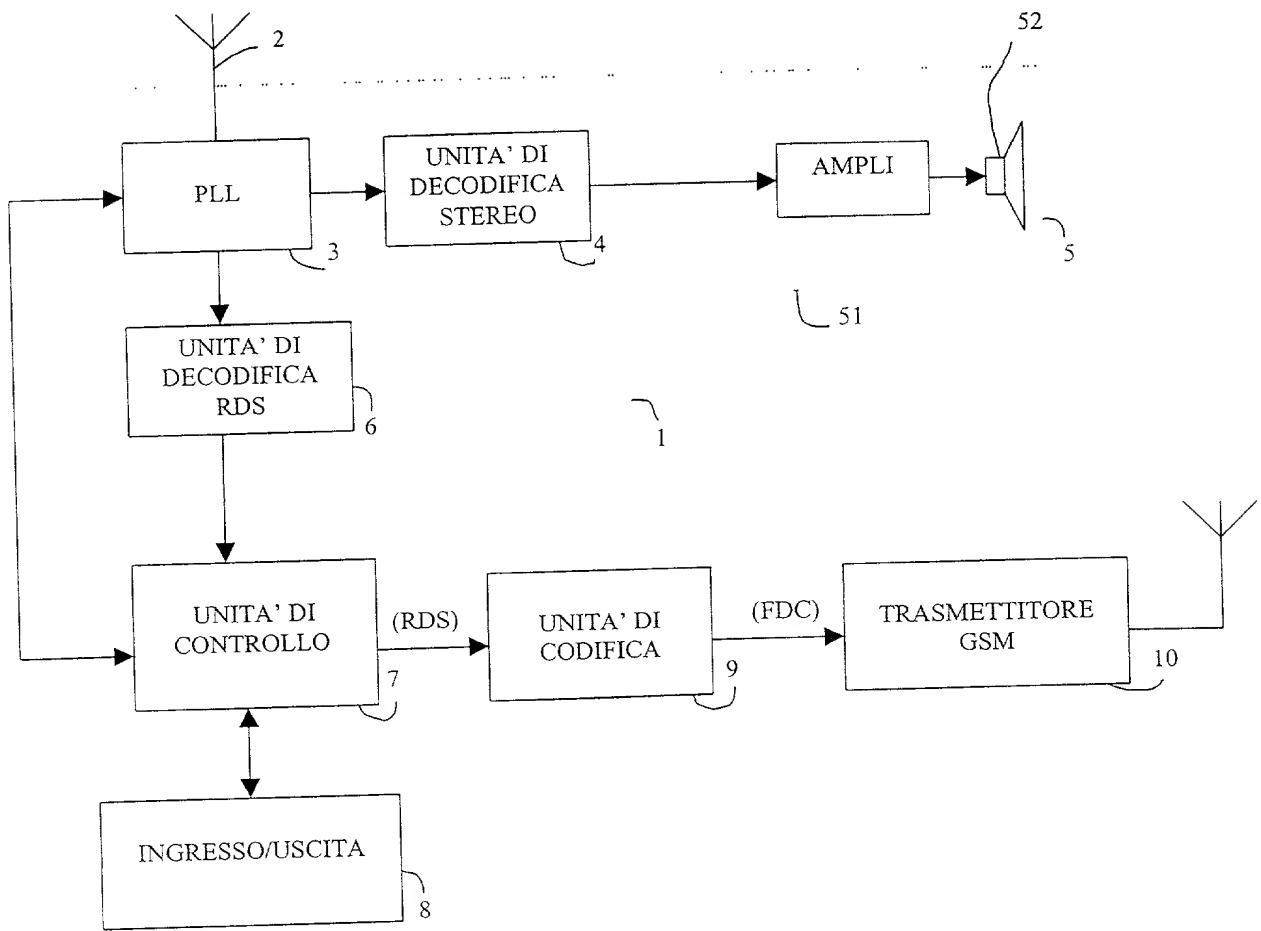 2
52
PLL
3
UNITA’ DI
DECODIFICA
STEREO
4
AMPLI
5
51
UNITA’ DI
DECODIFICA
RDS
6
1
UNITA’ DI
CONTROLLO
7
(RDS)
UNITA’ DI
CODIFICA
9
(FDC)
TRASMETTITORE
GSM
10
INGRESSO/USCITA
8